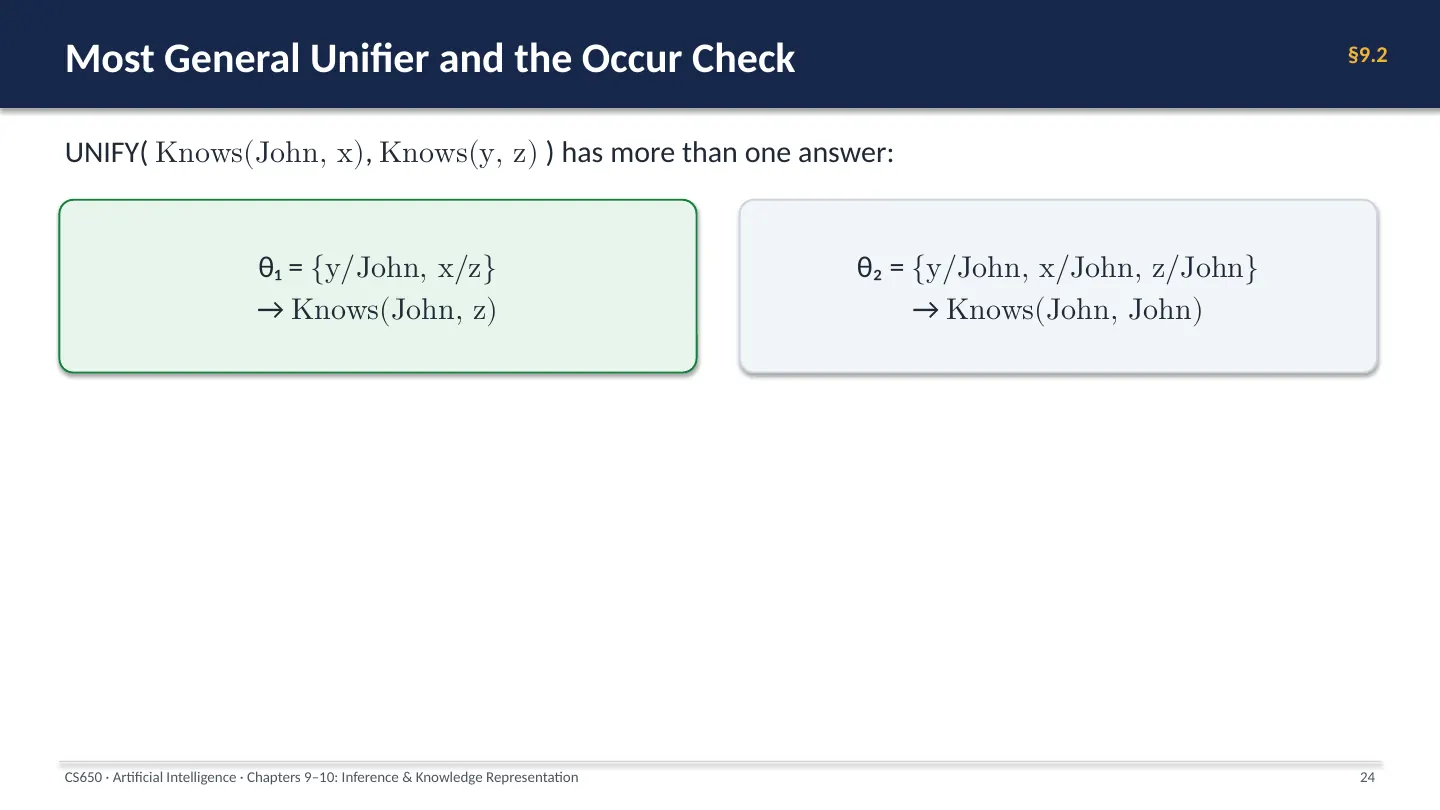 Most General Unifier and the Occur Check
§9.2
UNIFY( Knows(John, x), Knows(y, z) ) has more than one answer:
θ₁ = {y/John, x/z}
→ Knows(John, z)
θ₂ = {y/John, x/John, z/John}
→ Knows(John, John)
CS650 · Artificial Intelligence · Chapters 9–10: Inference & Knowledge Representation
24